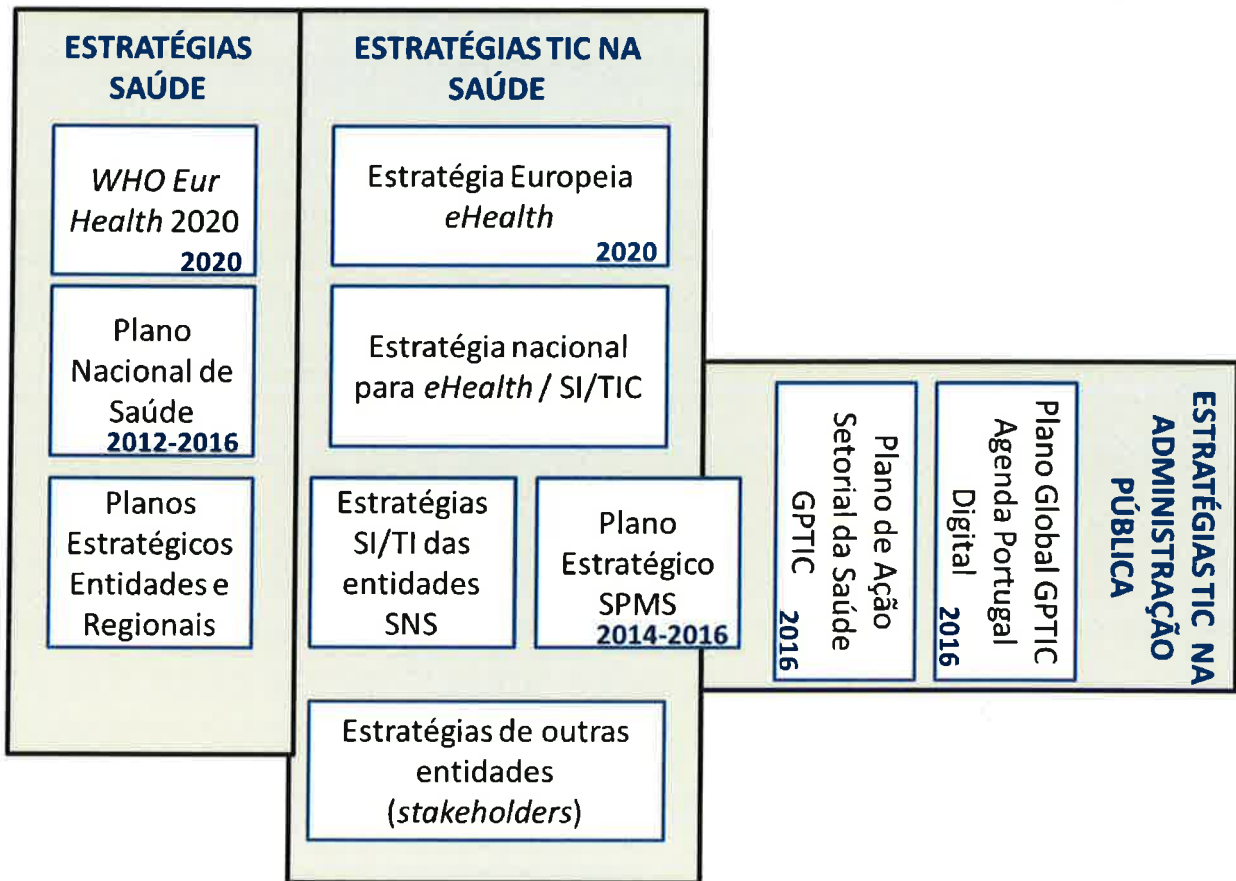 ESTRATÉGIAS
SAÚDE
WHO Eur
Health 2020
2020
Plano
Nacional de
Saúde
2012-2016
Planos
Estratégicos
Entidades e
Regionais
ESTRATÉGIAS TIC NA
SAÚDE
Estratégia Europeia
eHealth
2020
Estratégia nacional
para eHealth / SI/TIC
Estratégias
SI/TI das
entidades
SNS
Plano
Estratégico
SPMS
2014-2016
Estratégias de outras
entidades
(stakeholders)
ESTRATÉGIAS TIC NA
ADMINISTRAÇÃO
PÚBLICA
Plano Global GPTIC
Agenda Portugal
Digital
2016
Plano de Ação
Setorial da Saúde
GPTIC
2016